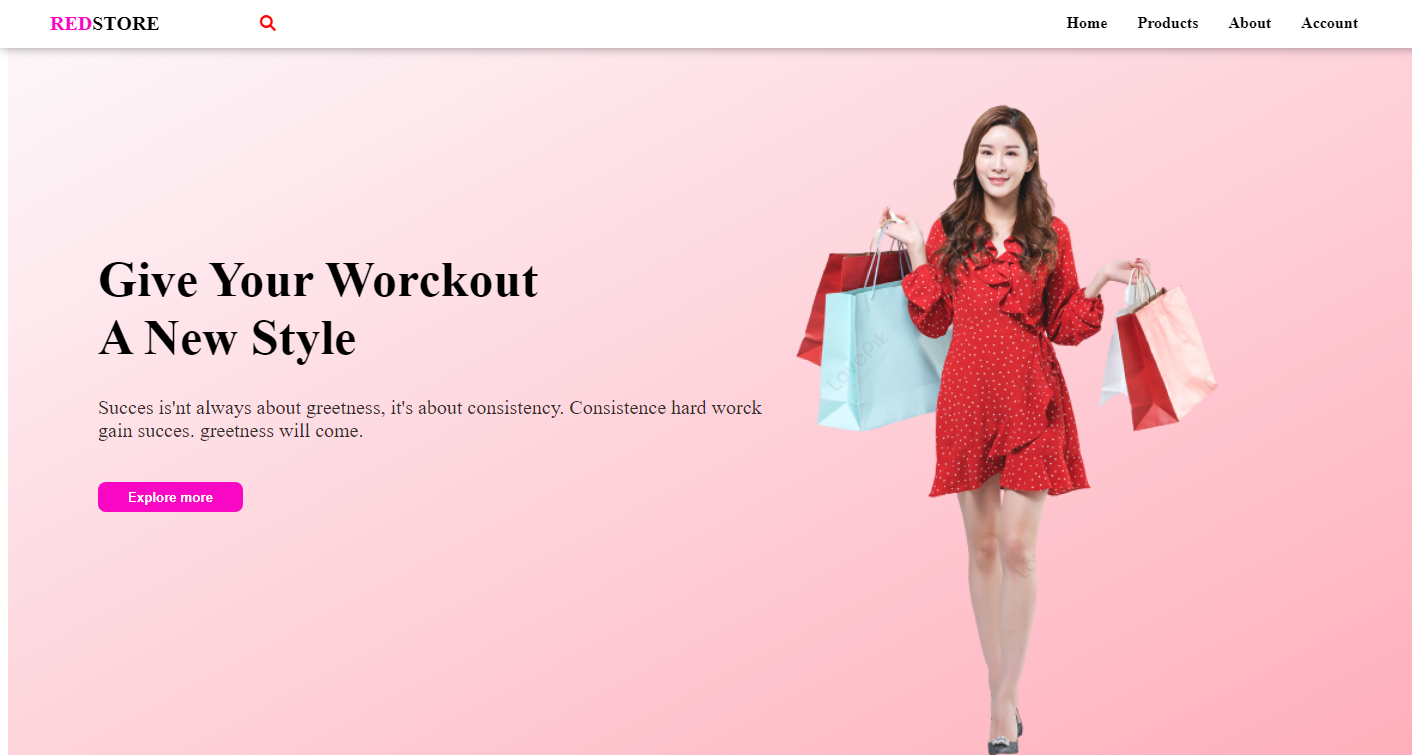 REDSTORE
Home Products About Account
Give Your Worckout
A New Style
Succes is'nt always about greetness, it's about consistency. Consistence hard worck
gain succes. greetness will come.
Explore more
LovePik
Lo